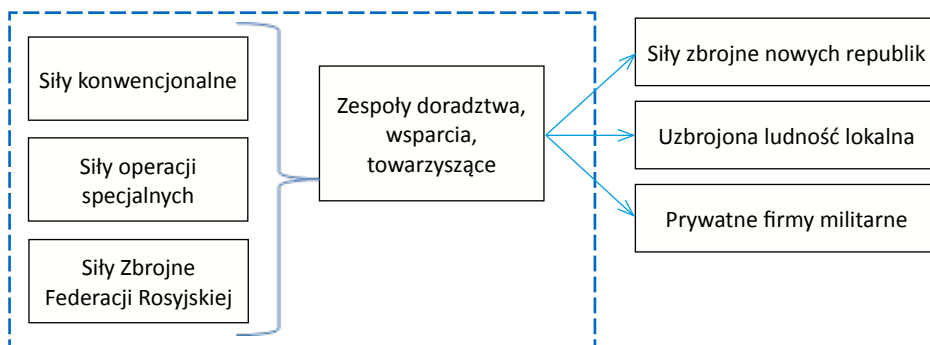 Siły konwencjonalne
Siły operacji
specjalnych
Siły Zbrojne
Federacji Rosyjskiej
Zespoły doradztwa,
wsparcia,
towarzyszące
Siły zbrojne nowych republik
Uzbrojona ludność lokalna
Prywatne firmy militarne